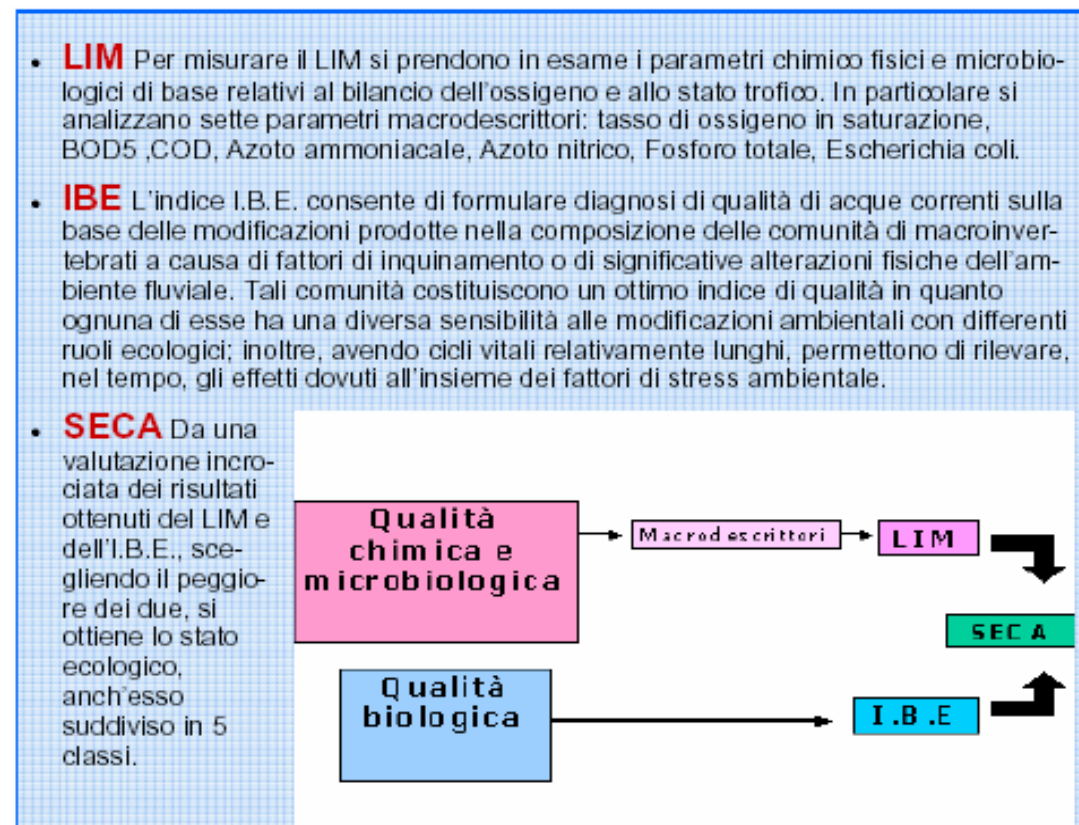 • LIM Per misurare il LIM si prendono in esame i parametri chimico fisici e microbio-
logici di base relativi al bilancio dell'ossigeno e allo stato trofico. In particolare si
analizzano sette parametri macrodescrittori: tasso di ossigeno in saturazione,
BOD5 ,COD, Azoto ammoniacale, Azoto nitrico, Fosforo totale, Escherichia coli.
• IBE L'indice I.B.E. consente di formulare diagnosi di qualità di acque correnti sulla
base delle modificazioni prodotte nella composizione delle comunità di macroinver-
tebrati a causa di fattori di inquinamento o di significative alterazioni fisiche dell'am-
biente fluviale. Tali comunità costituiscono un ottimo indice di qualità in quanto
ognuna di esse ha una diversa sensibilità alle modificazioni ambientali con differenti
ruoli ecologici; inoltre, avendo cicli vitali relativamente lunghi, permettono di rilevare,
nel tempo, gli effetti dovuti all'insieme dei fattori di stress ambientale.
• SECA Da una
valutazione incro-
ciata dei risultati
ottenuti del LIM e
dell'I.B.E., sce-
gliendo il peggio-
re dei due, si
ottiene lo stato
ecologico,
anch'esso
suddiviso in 5
classi.
Qualità
chimica e
microbiologica
Macrodescrittori
LIM
SECA
Qualità
biologica
I.B.E